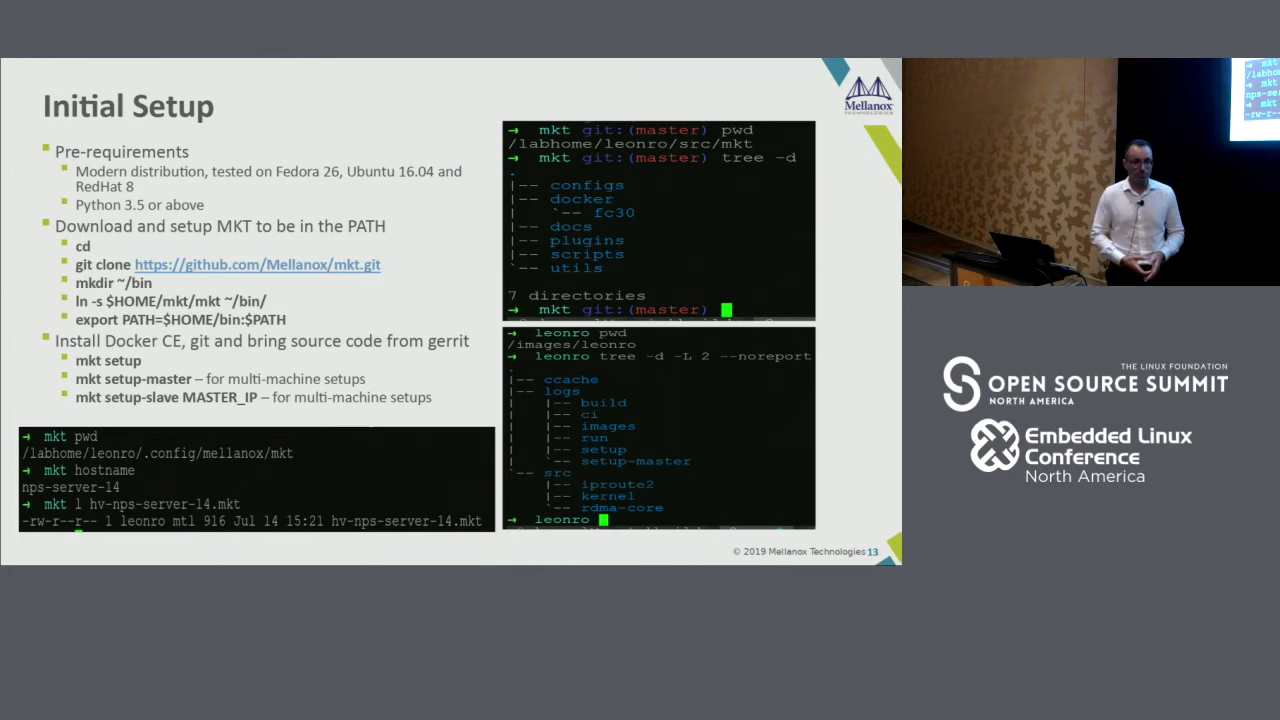 Initial Setup
Pre-requirements
Modern distribution, tested on Fedora 26, Ubuntu 16.04 and
RedHat 8
Python 3.5 or above
Download and setup MKT to be in the PATH
cd
git clone https://github.com/Mellanox/mkt.git
mkdir ~/bin
ln -s $HOME/mkt/mkt ~/bin/
export PATH=$HOME/bin:$PATH
Install Docker CE, git and bring source code from gerrit
mkt setup
mkt setup-master – for multi-machine setups
mkt setup-slave MASTER_IP – for multi-machine setups
→ mkt pwd
/labhome/leonro/.config/mellanox/mkt
→ mkt hostname
nps-server-14
→ mkt l hv-nps-server-14.mkt
-rw-r--r-- 1 leonro mtl 916 Jul 14 15:21 hv-nps-server-14.mkt
Mellanox
TECHNOLOGIES
→ mkt git:(master) pwd
/labhome/leonro/src/mkt
→ mkt git:(master) tree -d
.
|-- configs
|-- docker
|   `-- fc30
|-- docs
|-- plugins
|-- scripts
`-- utils
7 directories
→ mkt git:(master)
→ leonro pwd
/images/leonro
→ leonro tree -d -L 2 --noreport
.
|-- ccache
|-- logs
|   |-- build
|   |-- ci
|   |-- images
|   |-- run
|   |-- setup
|   `-- setup-master
`-- src
    |-- iproute2
    |-- kernel
    `-- rdma-core
→ leonro
© 2019 Mellanox Technologies 13
→ mkt
/labho
→ mkt
nps-s
→ mkt
-rw-r--
THE LINUX FOUNDATION
OPEN SOURCE SUMMIT
NORTH AMERICA
Embedded Linux
Conference
North America